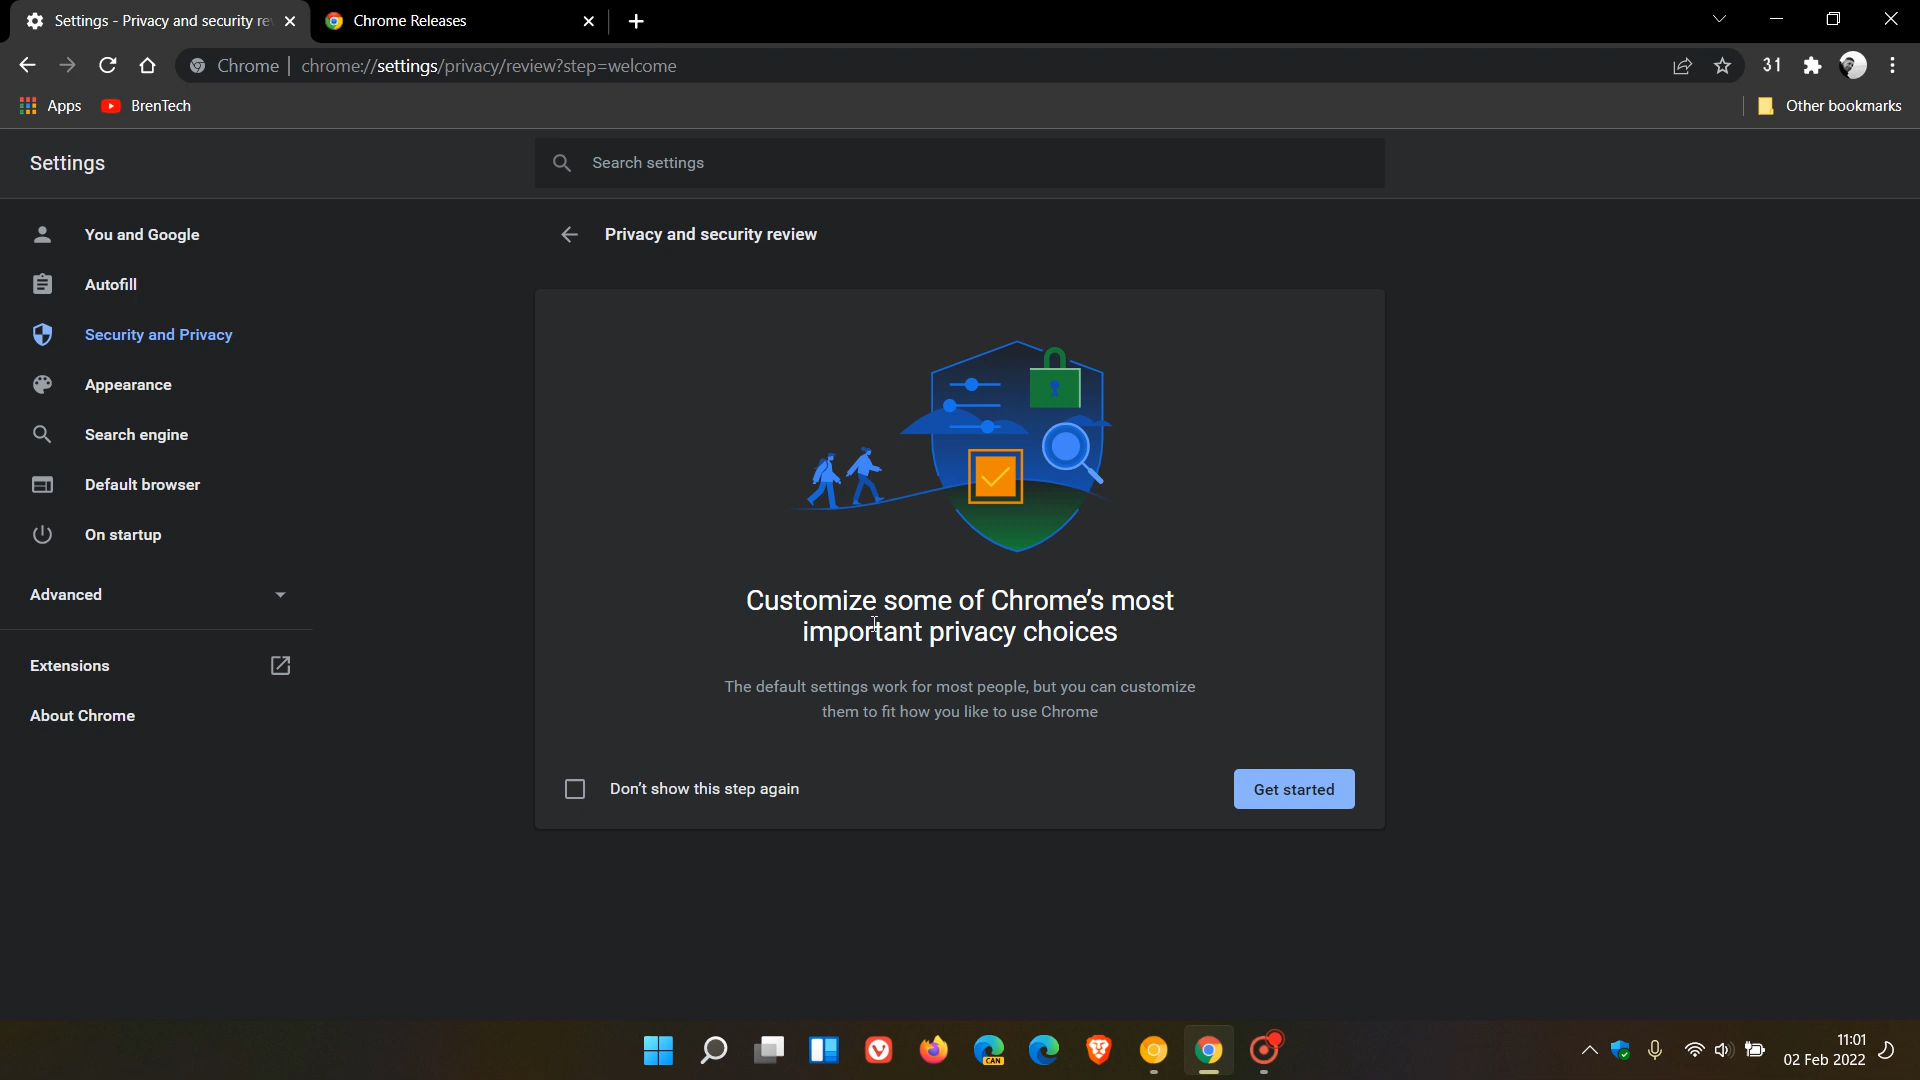 Settings - Privacy and security re
Chrome Releases
Chrome | chrome://settings/privacy/review?step=welcome
31
Apps
BrenTech
Other bookmarks
Settings
Search settings
You and Google
Autofill
Security and Privacy
Appearance
Search engine
Default browser
On startup
Advanced
Extensions
About Chrome
Privacy and security review
Customize some of Chrome's most
important privacy choices
The default settings work for most people, but you can customize
them to fit how you like to use Chrome
Don't show this step again
Get started
CAN
11:01
02 Feb 2022